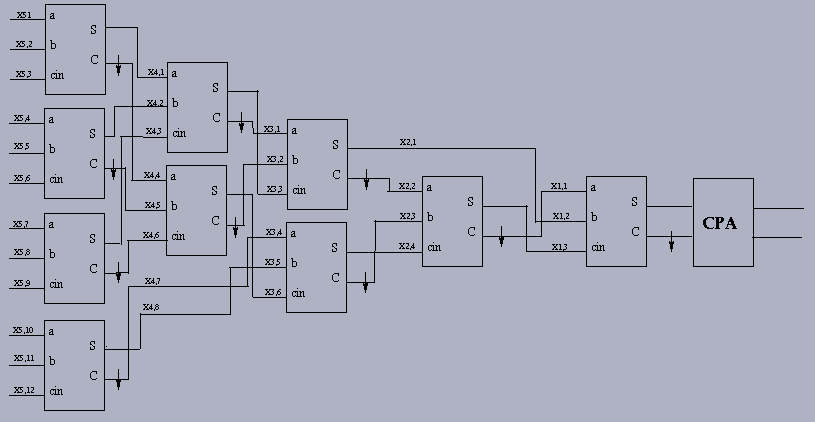 X5,1
a
S
X5,2
b
C
X5,3
cin
X5,4
a
S
X5,5
b
C
X5,6
cin
X5,7
a
S
X5,8
b
C
X5,9
cin
X5,10
a
S
X5,11
b
C
X5,12
cin
X4,1
a
S
X4,2
b
C
X4,3
cin
X4,4
a
S
X4,5
b
C
X4,6
cin
X4,7
X4,8
X3,1
a
S
X3,2
b
C
X3,3
cin
X3,4
a
S
X3,5
b
C
X3,6
cin
X2,1
X2,2
a
S
X2,3
b
C
X2,4
cin
X1,1
a
S
X1,2
b
C
X1,3
cin
CPA